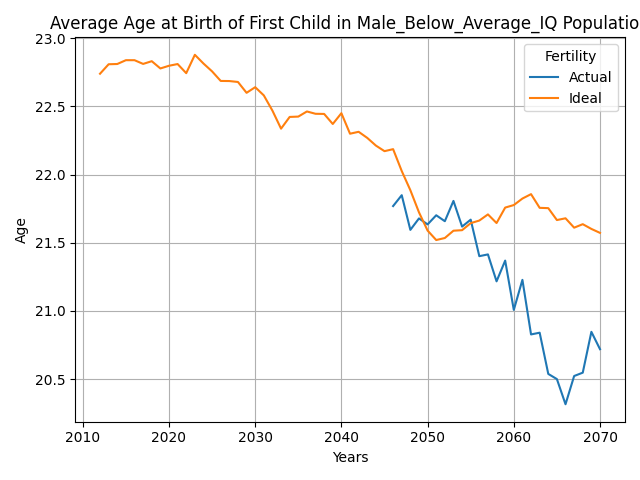 Average Age at Birth of First Child in Male_Below_Average_IQ Populatio
Fertility
Actual
Ideal
23.0
22.5
22.0
21.5
21.0
20.5
Age
2010
2020
2030
2040
2050
2060
2070
Years